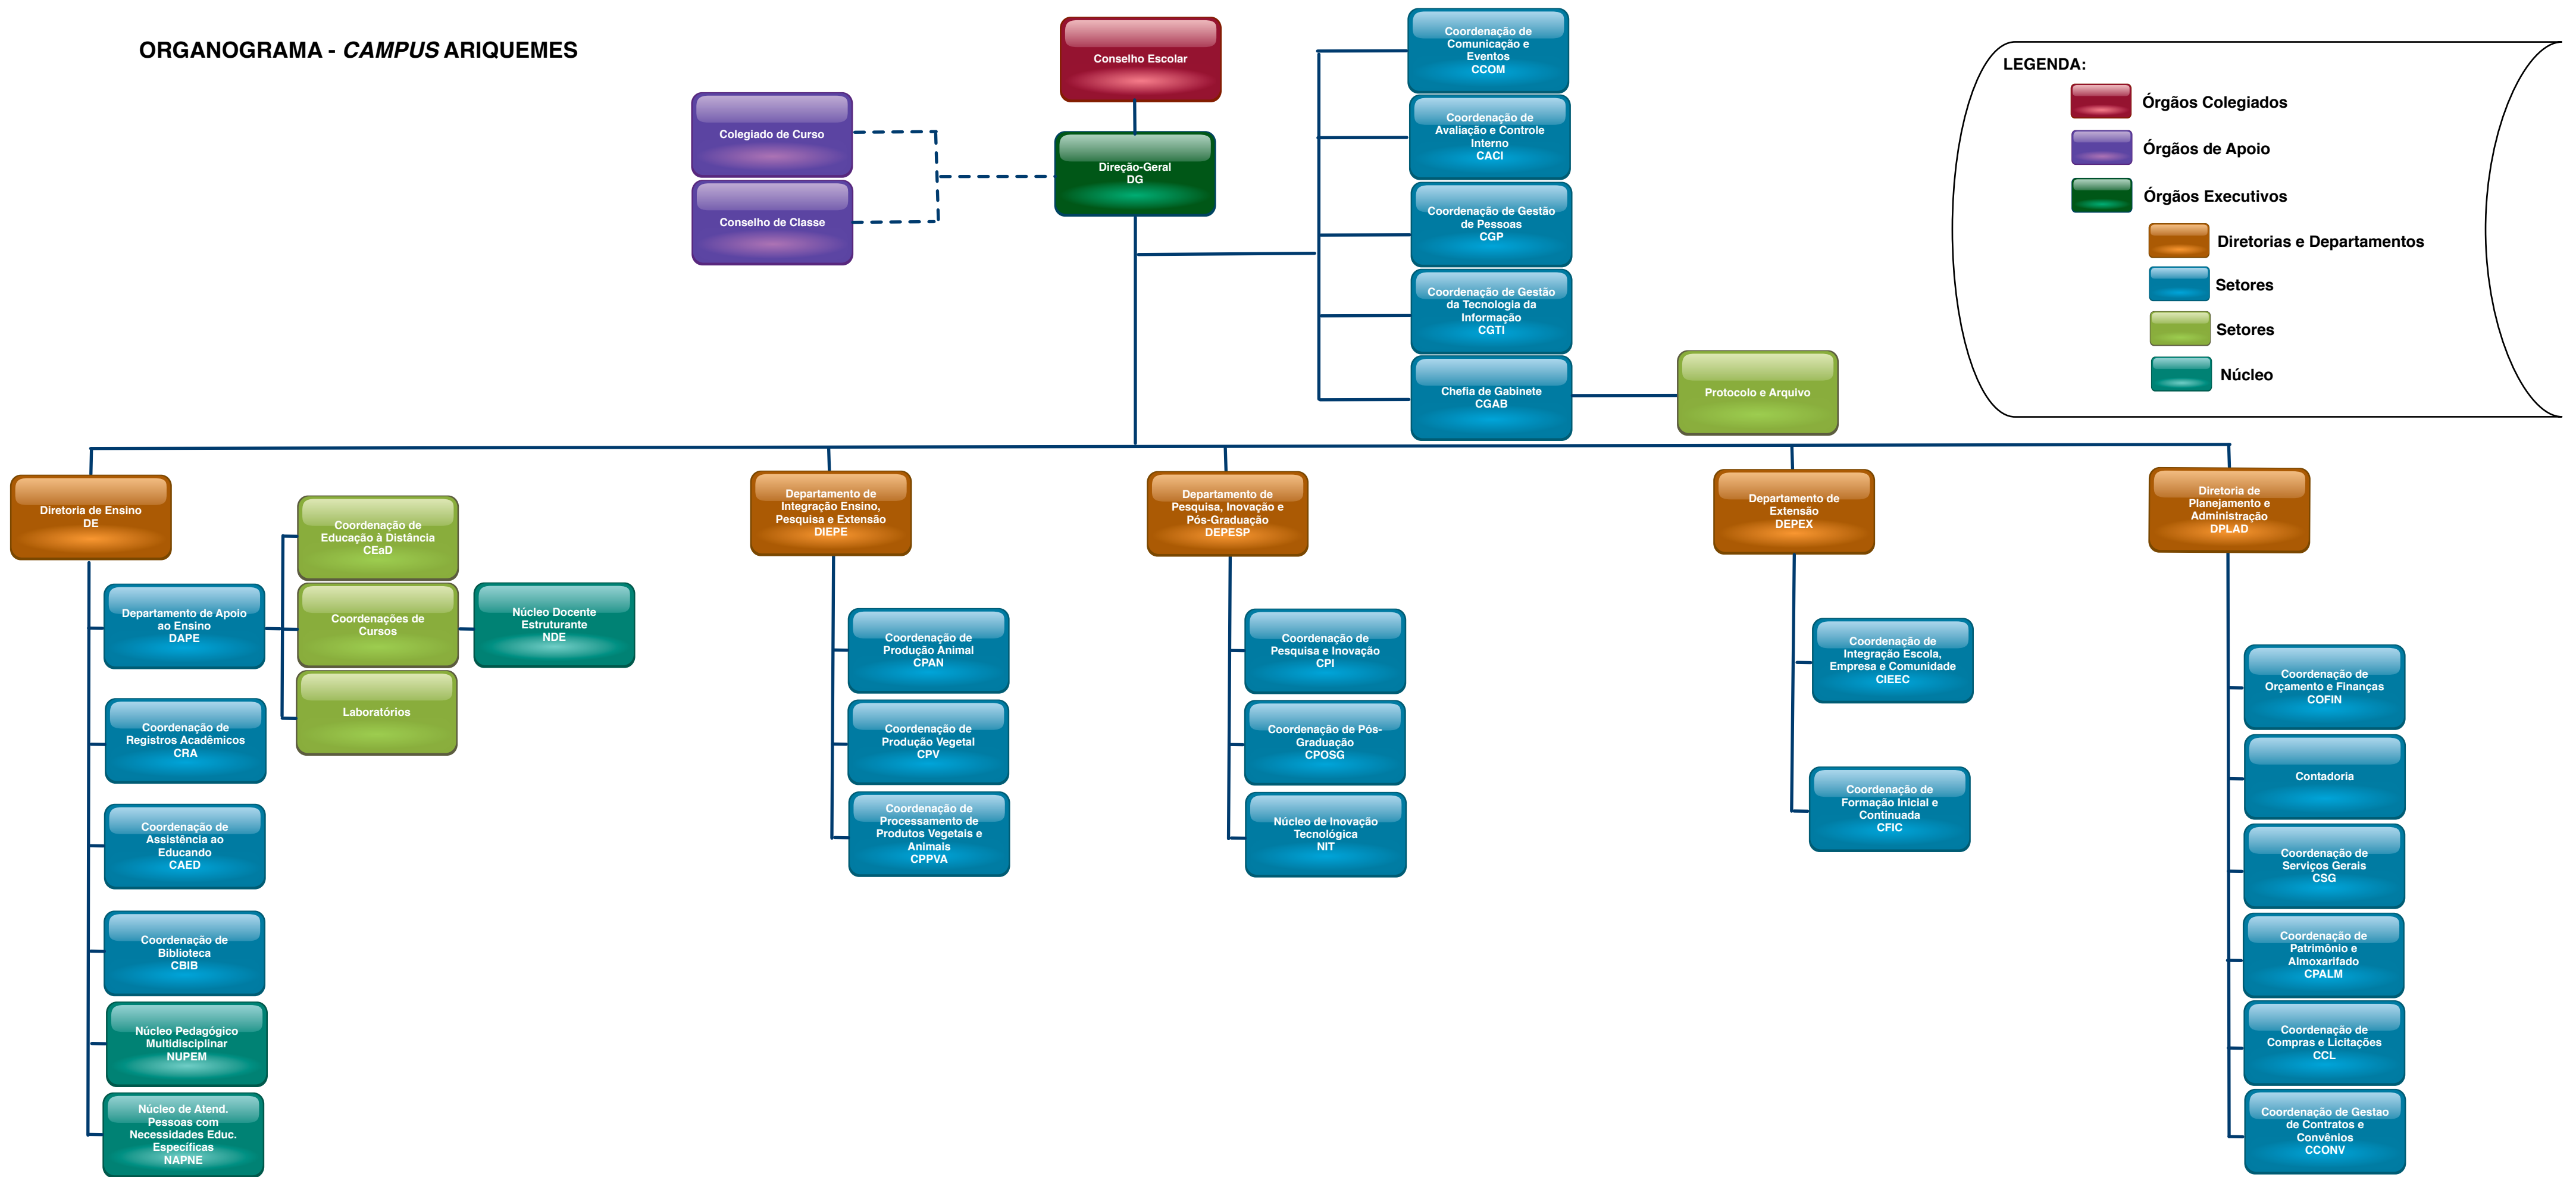 ORGANOGRAMA - CAMPUS ARIQUEMES
Conselho Escolar
Colegiado de Curso
Conselho de Classe
Direção-Geral
DG
Coordenação de
Comunicação e
Eventos
CCOM
Coordenação de
Avaliação e Controle
Interno
CACI
Coordenação de Gestão
de Pessoas
CGP
Coordenação de Gestão
da Tecnologia da
Informação
CGTI
Chefia de Gabinete
CGAB
Protocolo e Arquivo
LEGENDA:
Órgãos Colegiados
Órgãos de Apoio
Órgãos Executivos
Diretorias e Departamentos
Setores
Setores
Núcleo
Diretoria de Ensino
DE
Departamento de Apoio
ao Ensino
DAPE
Coordenação de
Educação à Distância
CEaD
Coordenações de
Cursos
Laboratórios
Núcleo Docente
Estruturante
NDE
Coordenação de
Registros Acadêmicos
CRA
Coordenação de
Assistência ao
Educando
CAED
Coordenação de
Biblioteca
CBIB
Núcleo Pedagógico
Multidisciplinar
NUPEM
Núcleo de Atend.
Pessoas com
Necessidades Educ.
Específicas
NAPNE
Departamento de
Integração Ensino,
Pesquisa e Extensão
DIEPE
Coordenação de
Produção Animal
CPAN
Coordenação de
Produção Vegetal
CPV
Coordenação de
Processamento de
Produtos Vegetais e
Animais
CPPVA
Departamento de
Pesquisa, Inovação e
Pós-Graduação
DEPESP
Coordenação de
Pesquisa e Inovação
CPI
Coordenação de Pós-
Graduação
CPOSG
Núcleo de Inovação
Tecnológica
NIT
Departamento de
Extensão
DEPEX
Coordenação de
Integração Escola,
Empresa e Comunidade
CIEEC
Coordenação de
Formação Inicial e
Continuada
CFIC
Diretoria de
Planejamento e
Administração
DPLAD
Coordenação de
Orçamento e Finanças
COFIN
Contadoria
Coordenação de
Serviços Gerais
CSG
Coordenação de
Patrimônio e
Almoxarifado
CPALM
Coordenação de
Compras e Licitações
CCL
Coordenação de Gestao
de Contratos e
Convênios
CCONV